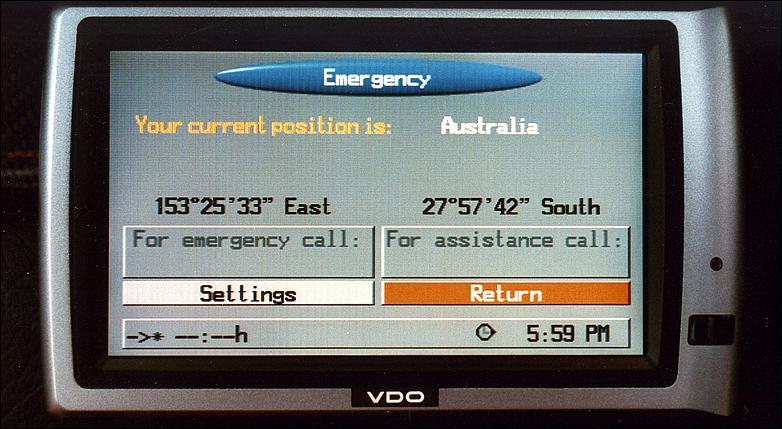 Emergency
Your current position is: Australia
153°25'33" East 27°57'42" South
For emergency call: For assistance call:
Settings Return
->* --:--h 5:59 PM
VDO